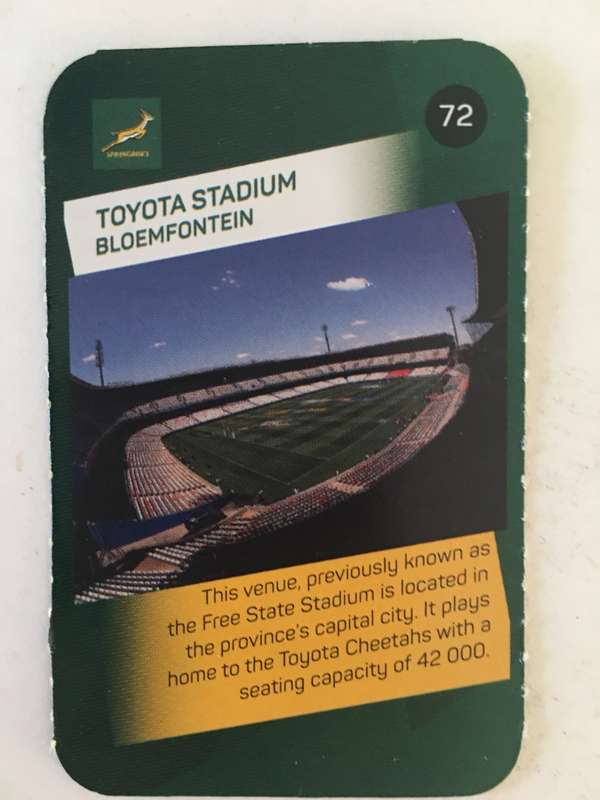 SPRINGBOKS
72
TOYOTA STADIUM
BLOEMFONTEIN
This venue, previously known as
the Free State Stadium is located in
the province's capital city. It plays
home to the Toyota Cheetahs with a
seating capacity of 42 000.